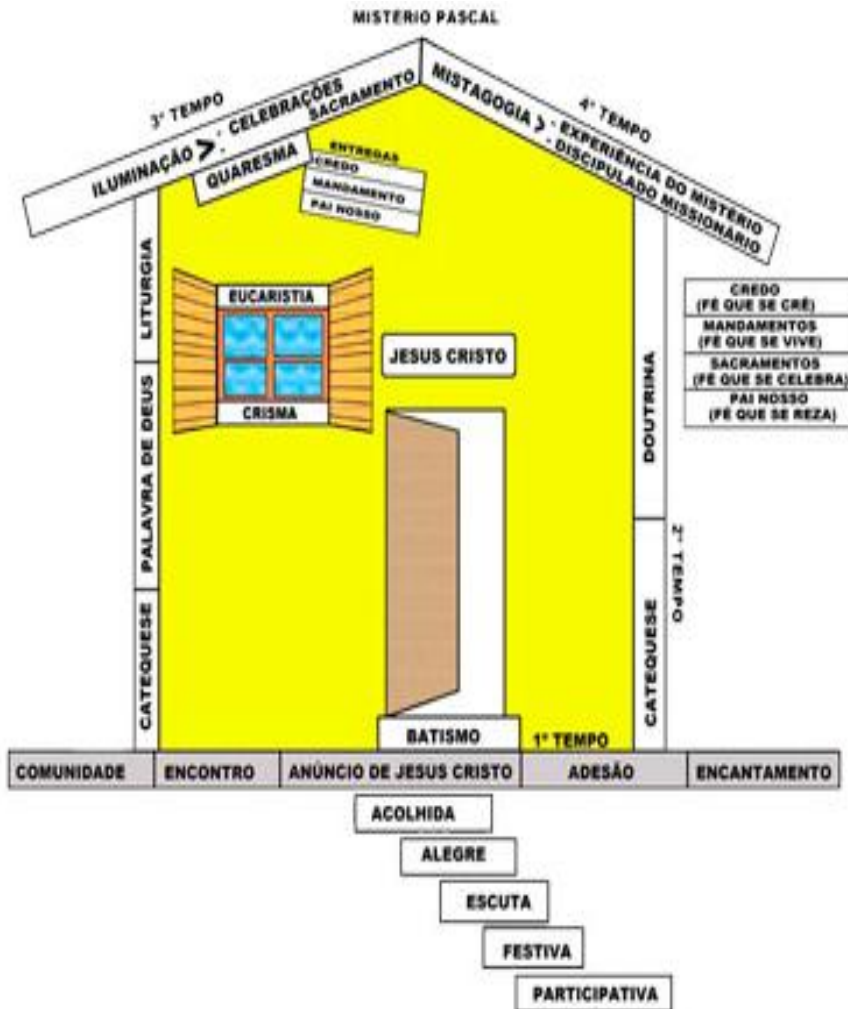 MISTÉRIO PASCAL
3° TEMPO
ILUMINAÇÃO > - CELEBRAÇÕES
- SACRAMENTO
QUARESMA
ENTREGAS
CREDO
MANDAMENTO
PAI NOSSO
4° TEMPO
MISTAGOGIA > - EXPERIÊNCIA DO MISTÉRIO
- DISCIPULADO MISSIONÁRIO
LITURGIA
PALAVRA DE DEUS
CATEQUESE
EUCARISTIA
CRISMA
JESUS CRISTO
BATISMO
DOUTRINA
CATEQUESE
2° TEMPO
CREDO
(FÉ QUE SE CRÊ)
MANDAMENTOS
(FÉ QUE SE VIVE)
SACRAMENTOS
(FÉ QUE SE CELEBRA)
PAI NOSSO
(FÉ QUE SE REZA)
1° TEMPO
COMUNIDADE
ENCONTRO
ANÚNCIO DE JESUS CRISTO
ADESÃO
ENCANTAMENTO
ACOLHIDA
ALEGRE
ESCUTA
FESTIVA
PARTICIPATIVA